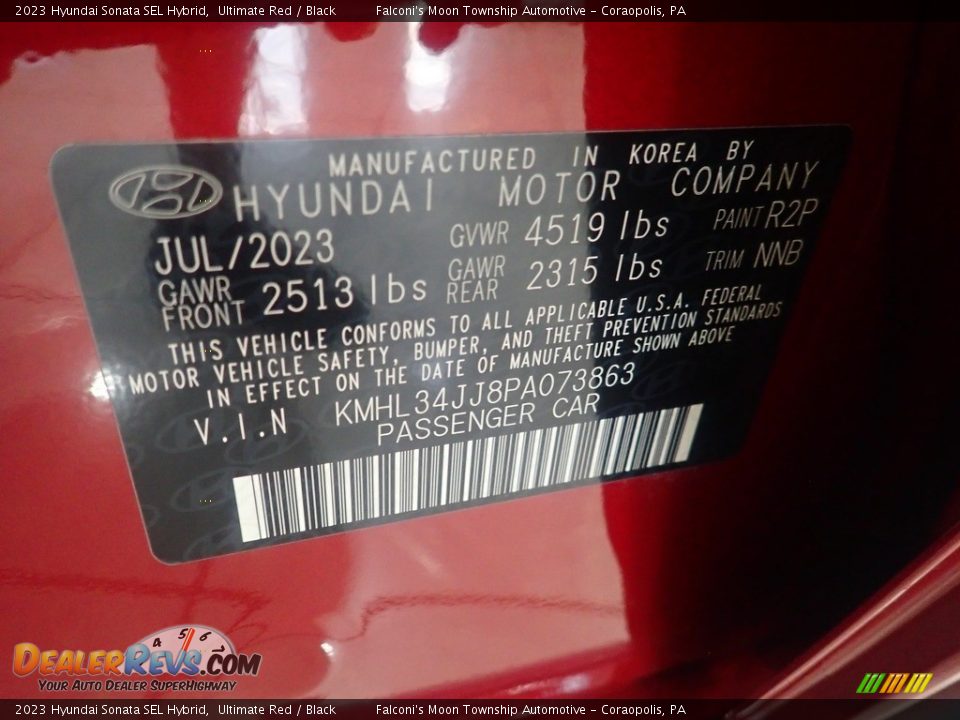 2023 Hyundai Sonata SEL Hybrid,  Ultimate Red / Black        Falconi's Moon Township Automotive - Coraopolis, PA
MANUFACTURED IN KOREA BY
HYUNDAI MOTOR COMPANY
JUL/2023 GVWR 4519 lbs PAINT R2P
GAWR FRONT 2513 lbs GAWR REAR 2315 lbs TRIM NNB
THIS VEHICLE CONFORMS TO ALL APPLICABLE U.S.A. FEDERAL
MOTOR VEHICLE SAFETY, BUMPER, AND THEFT PREVENTION STANDARDS
IN EFFECT ON THE DATE OF MANUFACTURE SHOWN ABOVE
V.I.N KMHL34JJ8PA073863
PASSENGER CAR
4 5 6
DEALERREVS.COM
YOUR AUTO DEALER SUPERHIGHWAY
2023 Hyundai Sonata SEL Hybrid,  Ultimate Red / Black        Falconi's Moon Township Automotive - Coraopolis, PA